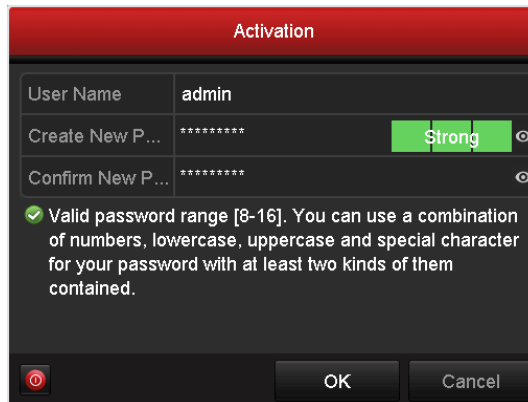 Activation
User Name admin
Create New P... ********* Strong
Confirm New P... *********
Valid password range [8-16]. You can use a combination
of numbers, lowercase, uppercase and special character
for your password with at least two kinds of them
contained.
OK Cancel